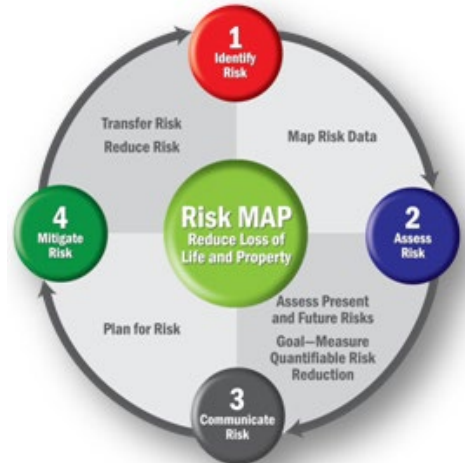 1
Identify
Risk
Transfer Risk
Reduce Risk
Map Risk Data
4
Mitigate
Risk
Risk MAP
Reduce Loss of
Life and Property
2
Assess
Risk
Plan for Risk
Assess Present
and Future Risks
Goal—Measure
Quantifiable Risk
Reduction
3
Communicate
Risk